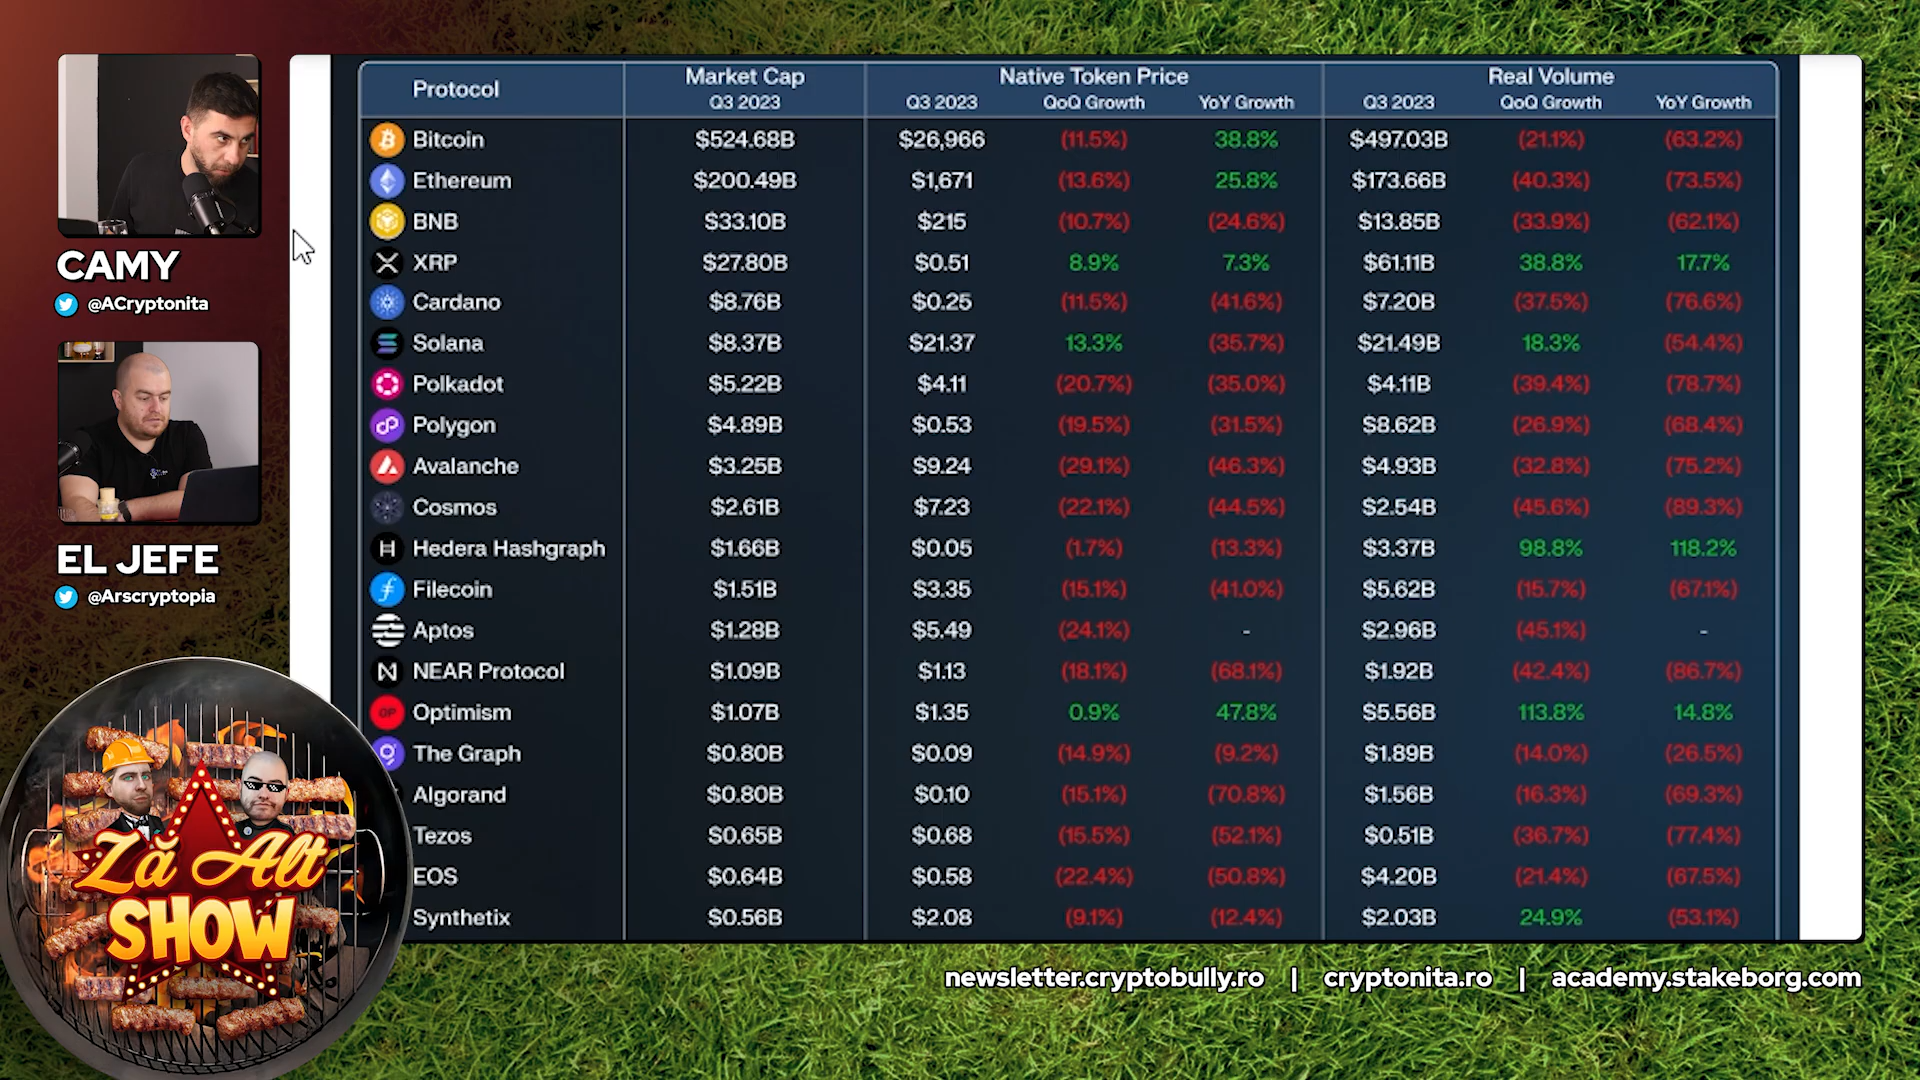 Protocol Market Cap Native Token Price Real Volume
Q3 2023 Q3 2023 QoQ Growth YoY Growth Q3 2023 QoQ Growth YoY Growth
Bitcoin $524.68B $26,966 (11.5%) 38.8% $497.03B (21.1%) (63.2%)
Ethereum $200.49B $1,671 (13.6%) 25.8% $173.66B (40.3%) (73.5%)
BNB $33.10B $215 (10.7%) (24.6%) $13.85B (33.9%) (62.1%)
XRP $27.80B $0.51 8.9% 7.3% $61.11B 38.8% 17.7%
Cardano $8.76B $0.25 (11.5%) (41.6%) $7.20B (37.5%) (76.6%)
Solana $8.37B $21.37 13.3% (35.7%) $21.49B 18.3% (54.4%)
Polkadot $5.22B $4.11 (20.7%) (35.0%) $4.11B (39.4%) (78.7%)
Polygon $4.89B $0.53 (19.5%) (31.5%) $8.62B (26.9%) (68.4%)
Avalanche $3.25B $9.24 (29.1%) (46.3%) $4.93B (32.8%) (75.2%)
Cosmos $2.61B $7.23 (22.1%) (44.5%) $2.54B (45.6%) (89.3%)
Hedera Hashgraph $1.66B $0.05 (1.7%) (13.3%) $3.37B 98.8% 118.2%
Filecoin $1.51B $3.35 (15.1%) (41.0%) $5.62B (15.7%) (67.1%)
Aptos $1.28B $5.49 (24.1%) - $2.96B (45.1%) -
NEAR Protocol $1.09B $1.13 (18.1%) (68.1%) $1.92B (42.4%) (86.7%)
OP Optimism $1.07B $1.35 0.9% 47.8% $5.56B 113.8% 14.8%
The Graph $0.80B $0.09 (14.9%) (9.2%) $1.89B (14.0%) (26.5%)
Algorand $0.80B $0.10 (15.1%) (70.8%) $1.56B (16.3%) (69.3%)
Tezos $0.65B $0.68 (15.5%) (52.1%) $0.51B (36.7%) (77.4%)
EOS $0.64B $0.58 (22.4%) (50.8%) $4.20B (21.4%) (67.5%)
Synthetix $0.56B $2.08 (9.1%) (12.4%) $2.03B 24.9% (53.1%)
CAMY
@ACryptonita
EL JEFE
@Arscryptopia
Ză Alt
SHOW
newsletter.cryptobully.ro | cryptonita.ro | academy.stakeborg.com